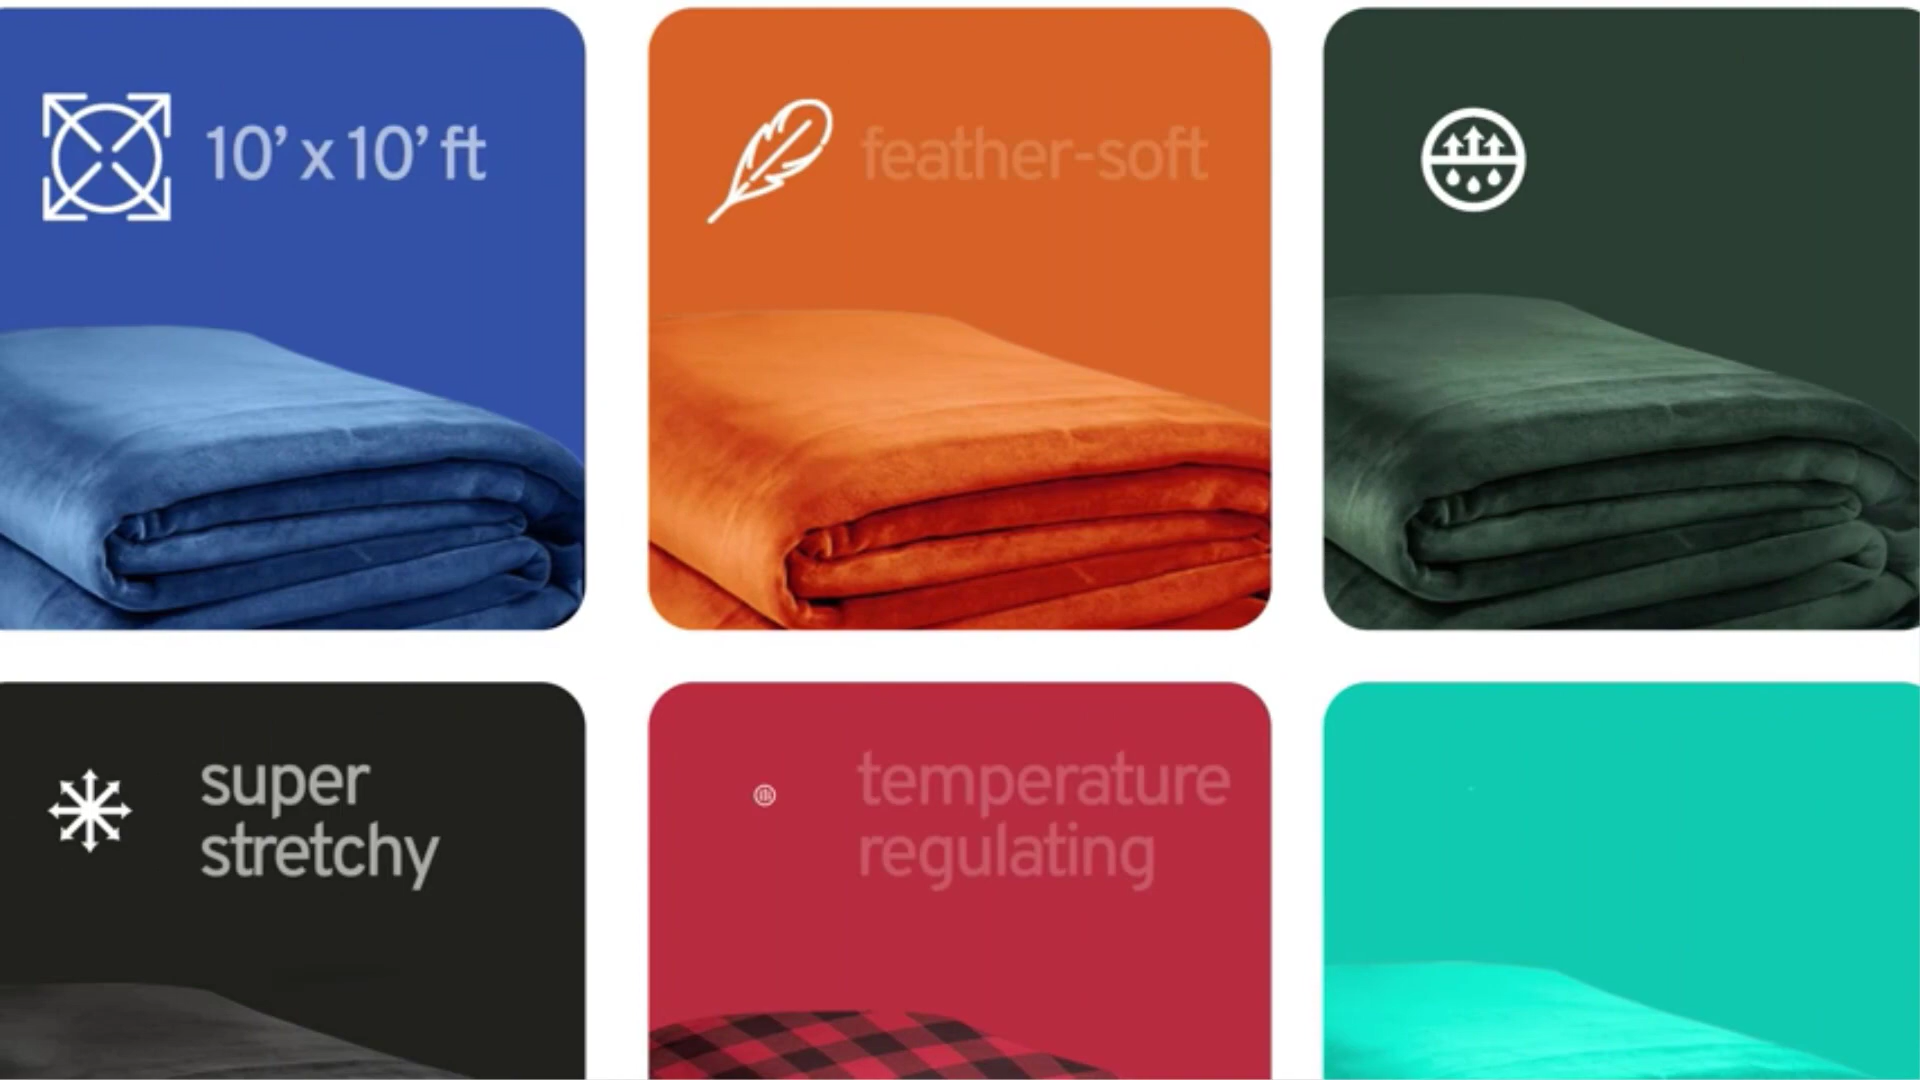 10’ x 10’ ft
feather-soft
super
stretchy
temperature
regulating